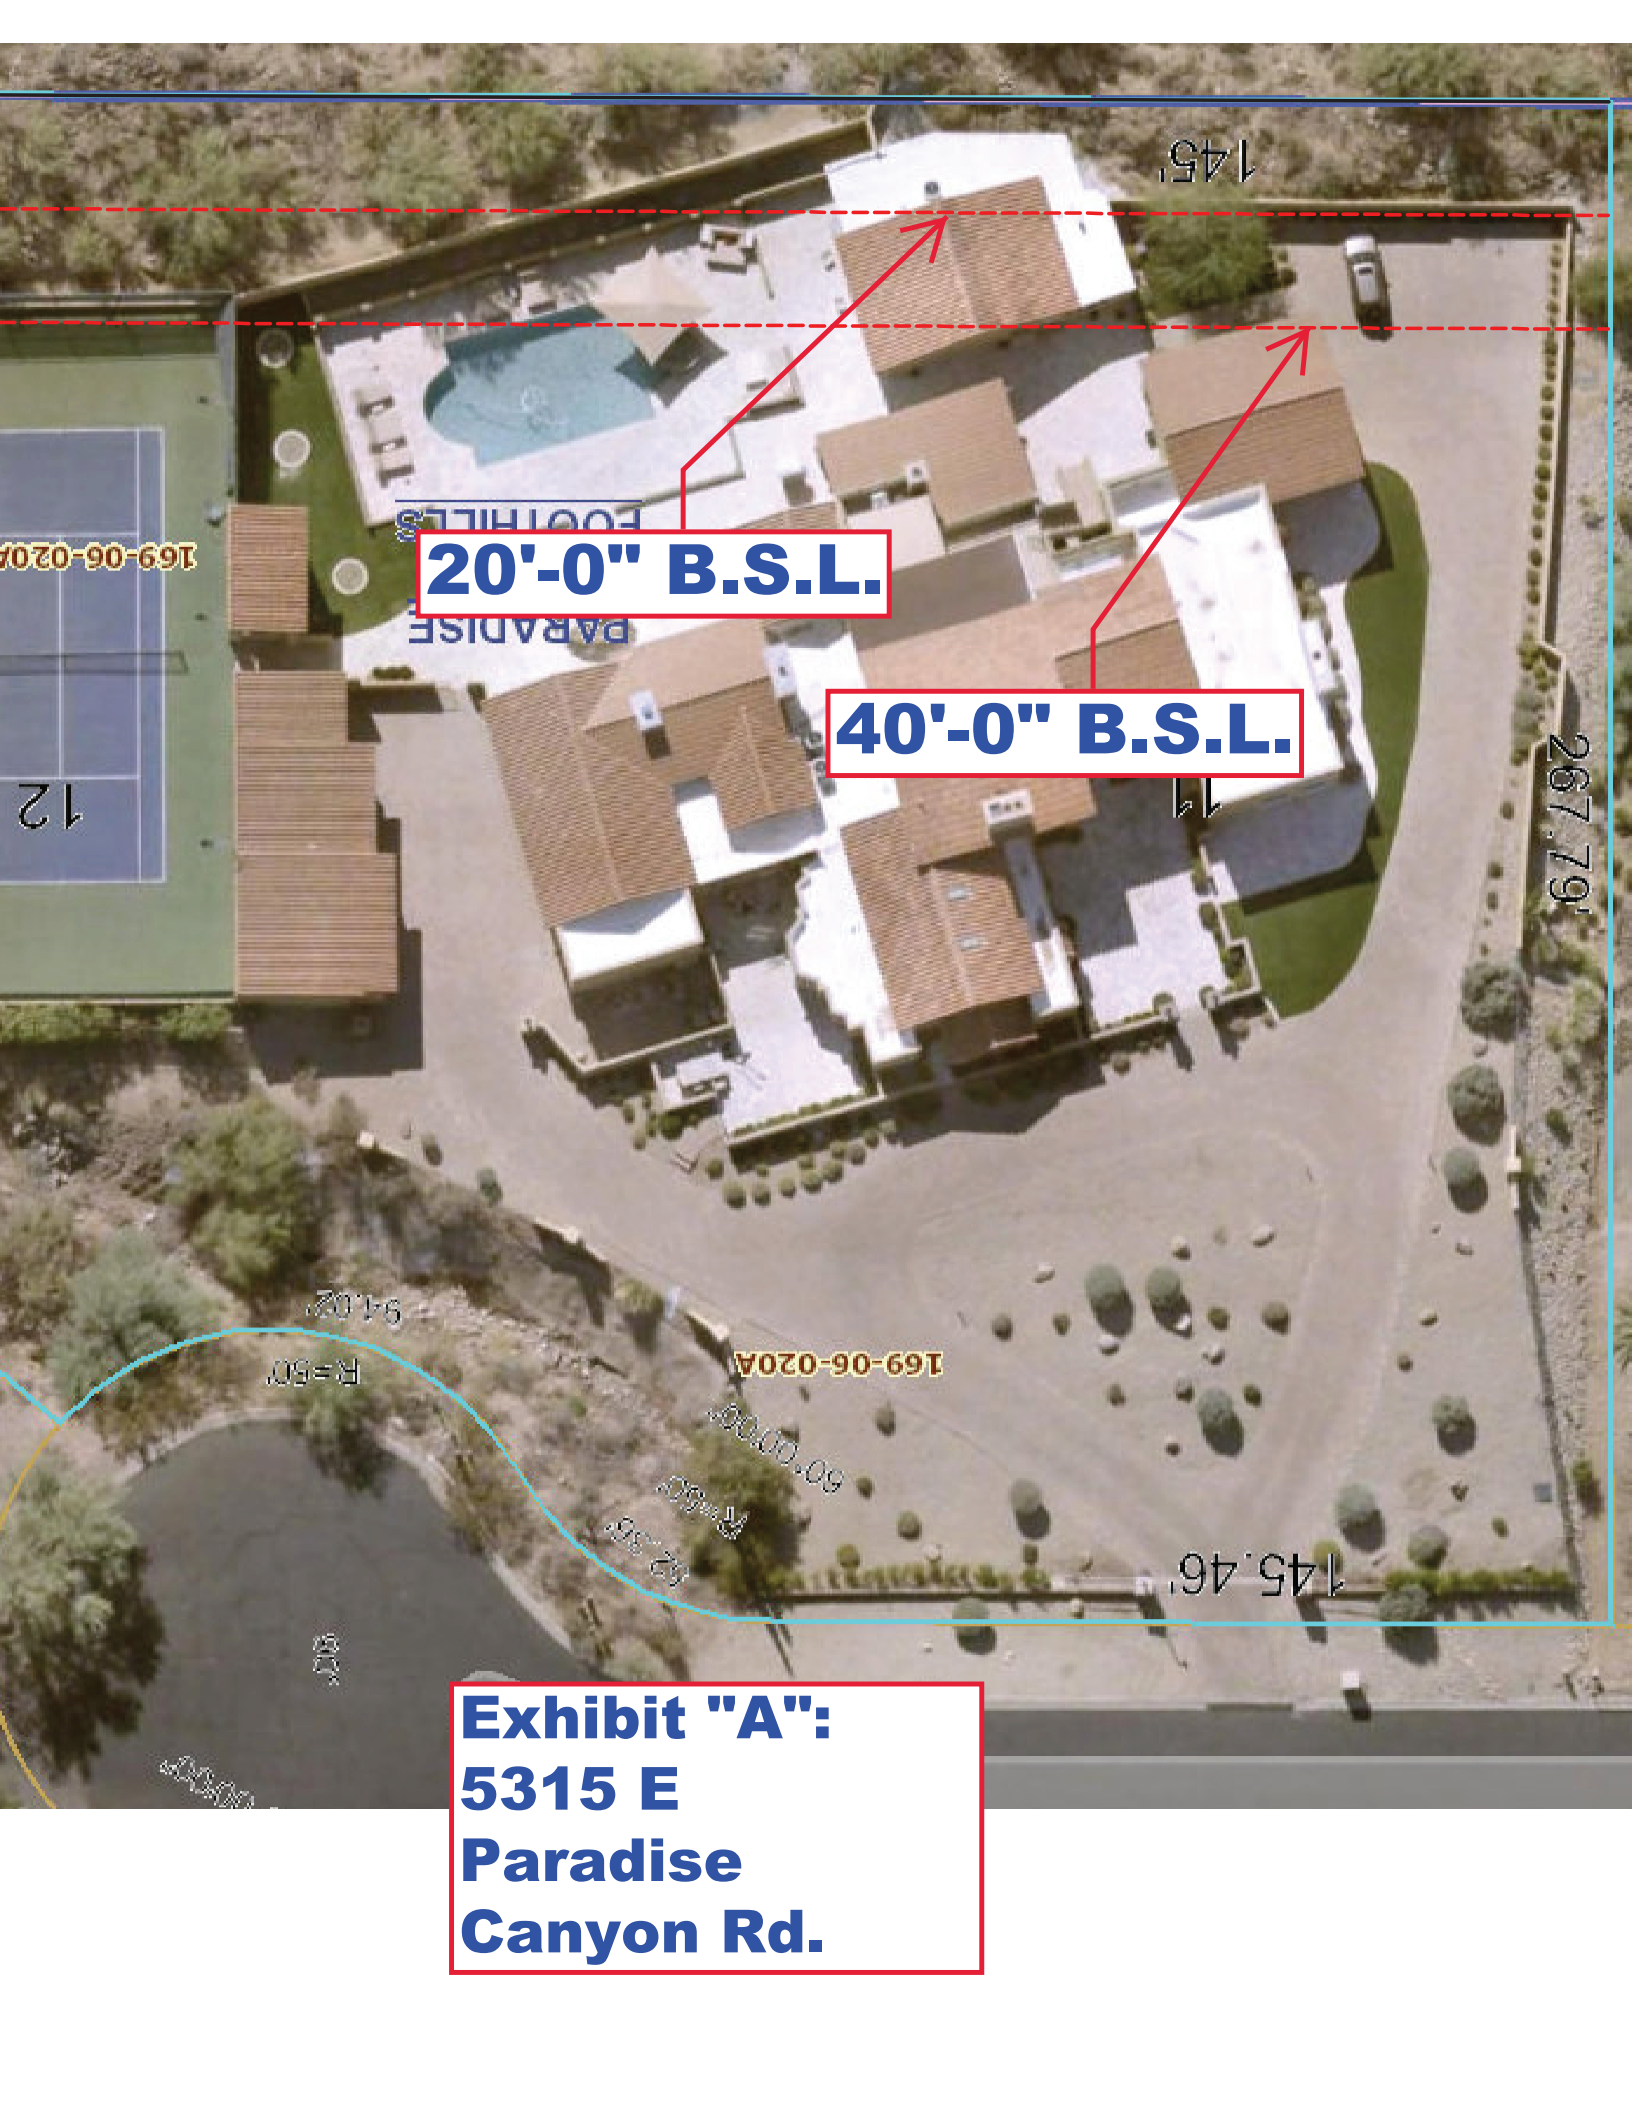 145'
FOOTHILLS
20'-0" B.S.L.
169-06-020A
PARADISE
40'-0" B.S.L.
11
12
267.79'
94.02'
R=50'
169-06-020A
60°00'00"
R=60'
62.36'
145.46'
Exhibit "A":
5315 E
Paradise
Canyon Rd.